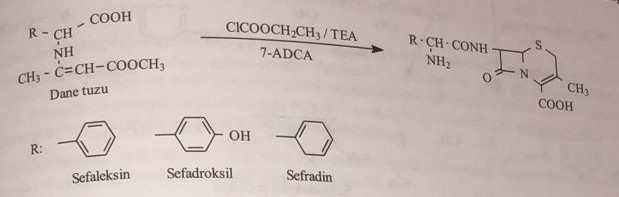 R - CH - COOH
NH
CH₃ - C=CH-COOCH₃
Dane tuzu
ClCOOCH₂CH₃ / TEA
7-ADCA
R·CH·CONH
NH₂
S
O
N
CH₃
COOH
R:
OH
Sefaleksin
Sefadroksil
Sefradin